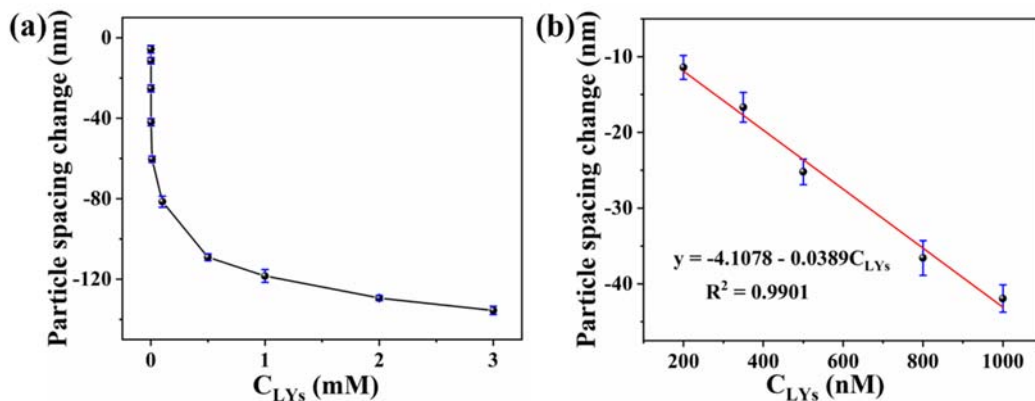 (a)
Particle spacing change (nm)
0
-40
-80
-120
0 1 2 3
C_LYs (mM)
(b)
Particle spacing change (nm)
-10
-20
-30
-40
y = -4.1078 - 0.0389C_LYs
R² = 0.9901
200 400 600 800 1000
C_LYs (nM)